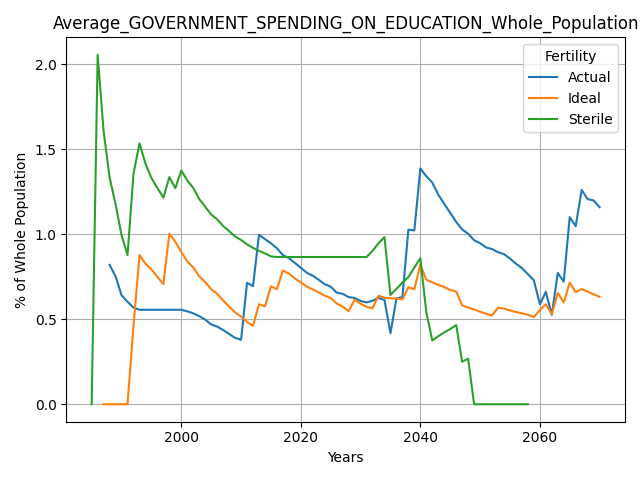 Average_GOVERNMENT_SPENDING_ON_EDUCATION_Whole_Population
Fertility
Actual
Ideal
Sterile
% of Whole Population
2.0
1.5
1.0
0.5
0.0
2000 2020 2040 2060
Years